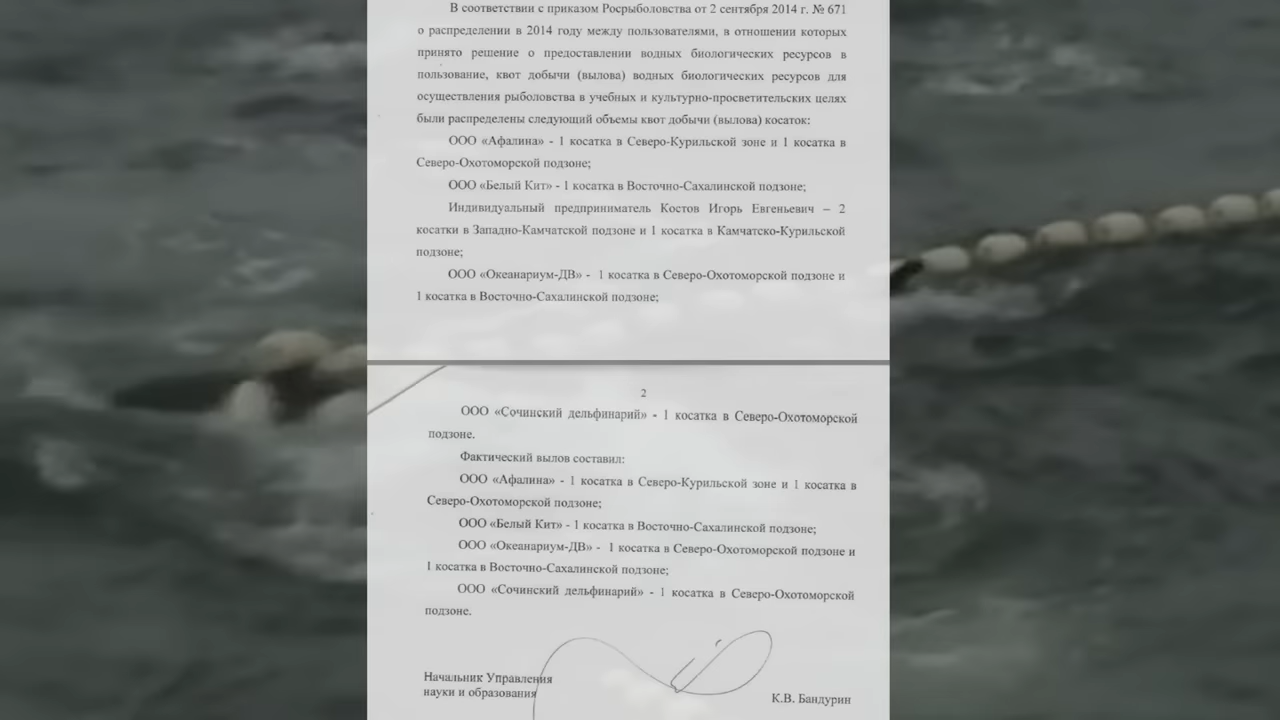 В соответствии с приказом Росрыболовства от 2 сентября 2014 г. № 671
о распределении в 2014 году между пользователями, в отношении которых
принято решение о предоставлении водных биологических ресурсов в
пользование, квот добычи (вылова) водных биологических ресурсов для
осуществления рыболовства в учебных и культурно-просветительских целях
были распределены следующий объемы квот добычи (вылова) косаток:
ООО «Афалина» - 1 косатка в Северо-Курильской зоне и 1 косатка в
Северо-Охотоморской подзоне;
ООО «Белый Кит» - 1 косатка в Восточно-Сахалинской подзоне;
Индивидуальный предприниматель Костов Игорь Евгеньевич – 2
косатки в Западно-Камчатской подзоне и 1 косатка в Камчатско-Курильской
подзоне;
ООО «Океанариум-ДВ» - 1 косатка в Северо-Охотоморской подзоне и
1 косатка в Восточно-Сахалинской подзоне;
2
ООО «Сочинский дельфинарий» - 1 косатка в Северо-Охотоморской
подзоне.
Фактический вылов составил:
ООО «Афалина» - 1 косатка в Северо-Курильской зоне и 1 косатка в
Северо-Охотоморской подзоне;
ООО «Белый Кит» - 1 косатка в Восточно-Сахалинской подзоне;
ООО «Океанариум-ДВ» - 1 косатка в Северо-Охотоморской подзоне и
1 косатка в Восточно-Сахалинской подзоне;
ООО «Сочинский дельфинарий» - 1 косатка в Северо-Охотоморской
подзоне.
Начальник Управления
науки и образования
К.В. Бандурин